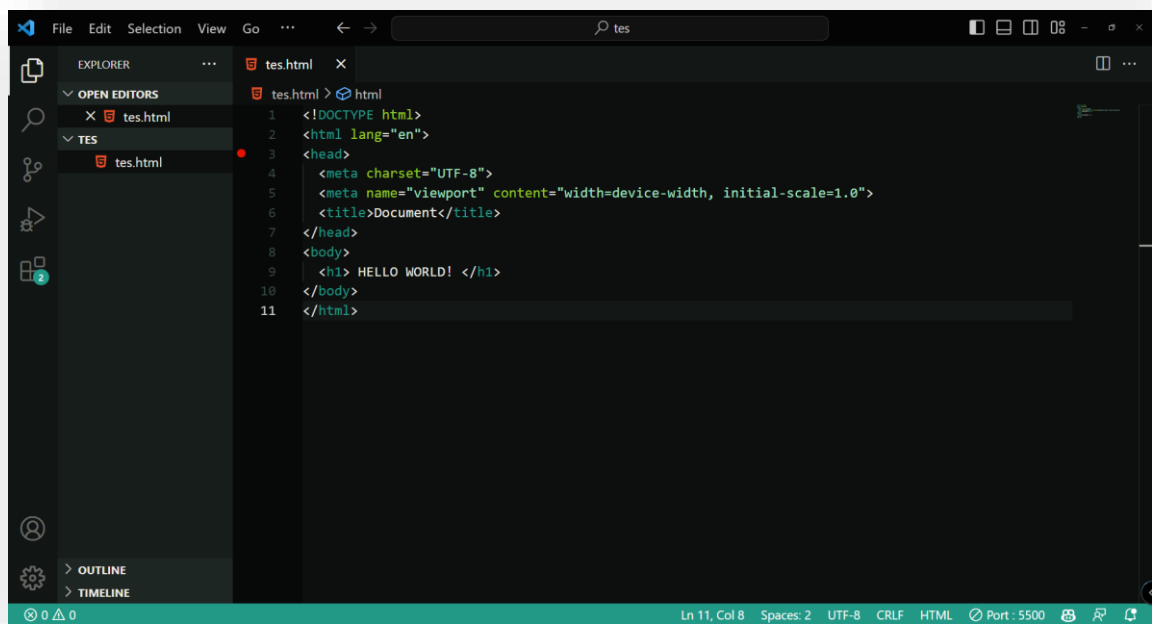 File Edit Selection View Go ··· tes
EXPLORER ···
OPEN EDITORS
tes.html
TES
tes.html
OUTLINE
TIMELINE
tes.html
tes.html > html
1 <!DOCTYPE html>
2 <html lang="en">
3 <head>
4 <meta charset="UTF-8">
5 <meta name="viewport" content="width=device-width, initial-scale=1.0">
6 <title>Document</title>
7 </head>
8 <body>
9 <h1> HELLO WORLD! </h1>
10 </body>
11 </html>
2
0 0 Ln 11, Col 8 Spaces: 2 UTF-8 CRLF HTML Port : 5500